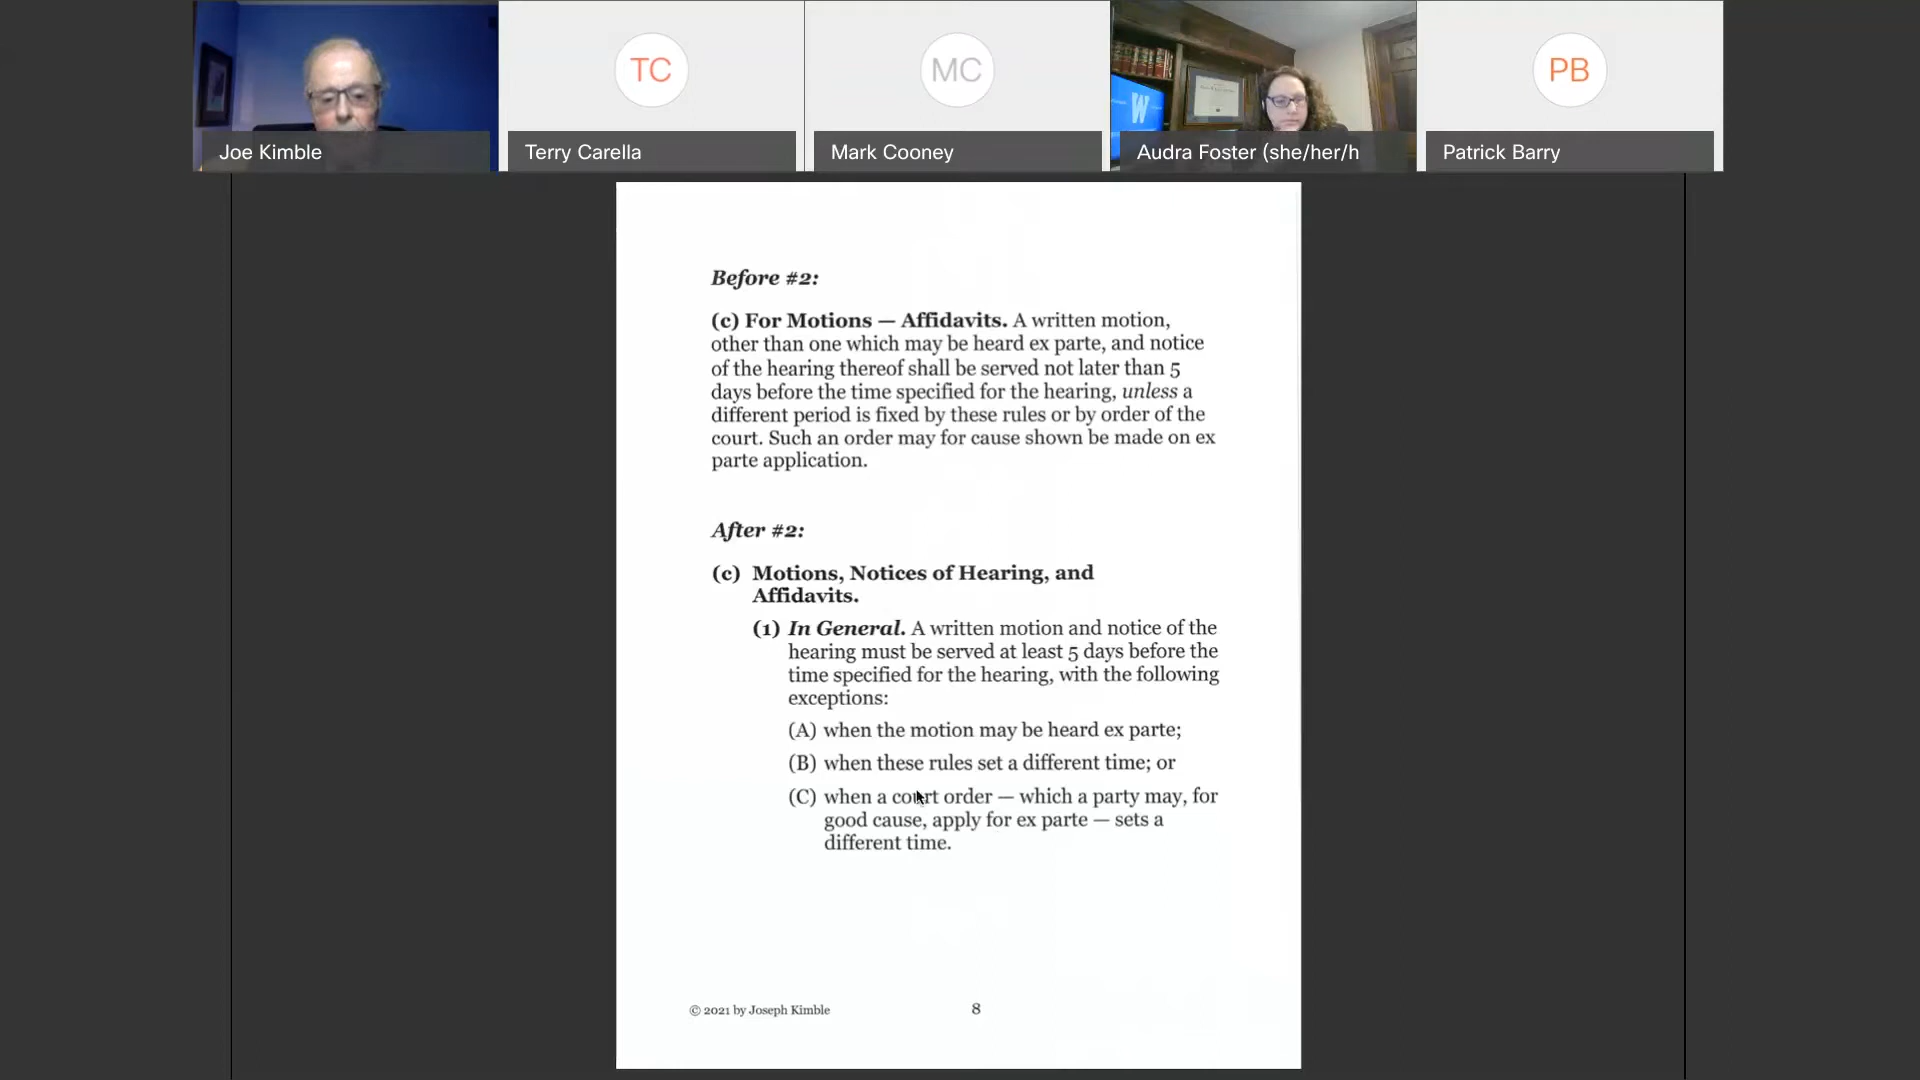 TC
MC
W
PB
Joe Kimble
Terry Carella
Mark Cooney
Audra Foster (she/her/h
Patrick Barry
Before #2:
(c) For Motions — Affidavits. A written motion,
other than one which may be heard ex parte, and notice
of the hearing thereof shall be served not later than 5
days before the time specified for the hearing, unless a
different period is fixed by these rules or by order of the
court. Such an order may for cause shown be made on ex
parte application.
After #2:
(c) Motions, Notices of Hearing, and
Affidavits.
(1) In General. A written motion and notice of the
hearing must be served at least 5 days before the
time specified for the hearing, with the following
exceptions:
(A) when the motion may be heard ex parte;
(B) when these rules set a different time; or
(C) when a court order — which a party may, for
good cause, apply for ex parte — sets a
different time.
© 2021 by Joseph Kimble 8